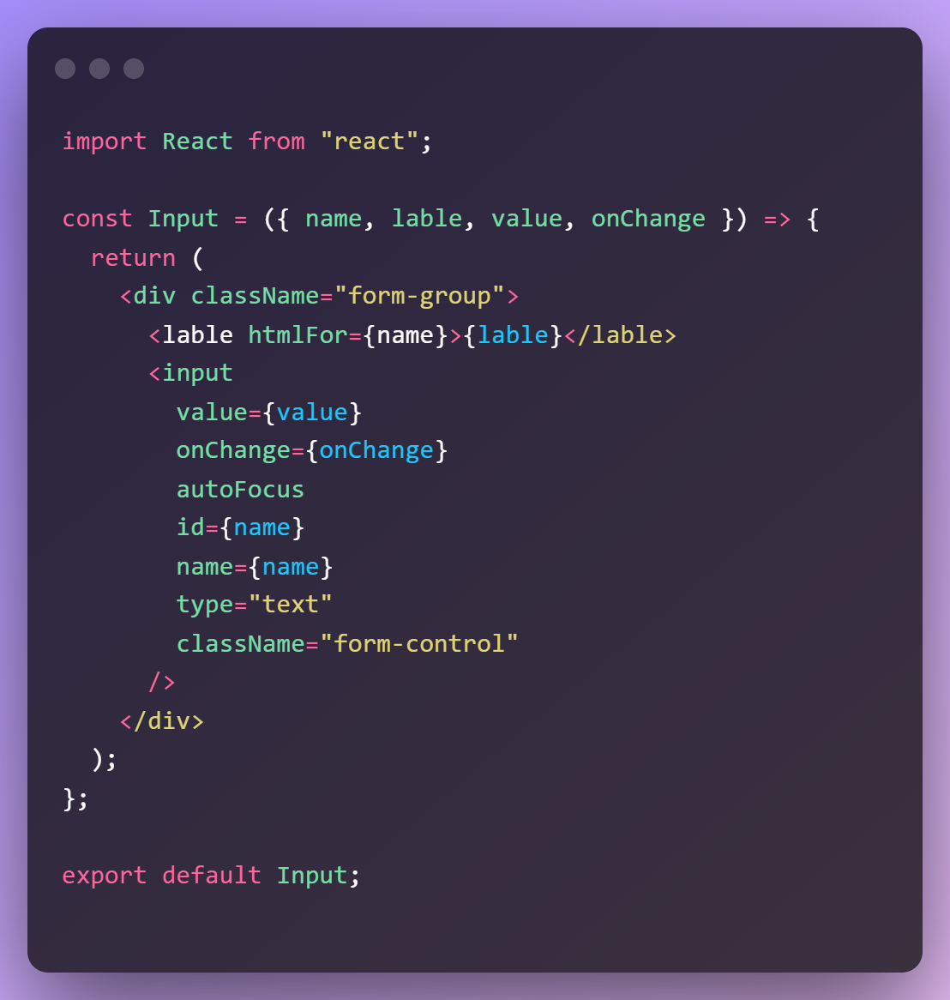 import React from "react";
const Input = ({ name, lable, value, onChange }) => {
return (
<div className="form-group">
<lable htmlFor={name}>{lable}</lable>
<input
value={value}
onChange={onChange}
autoFocus
id={name}
name={name}
type="text"
className="form-control"
/>
</div>
);
};
export default Input;